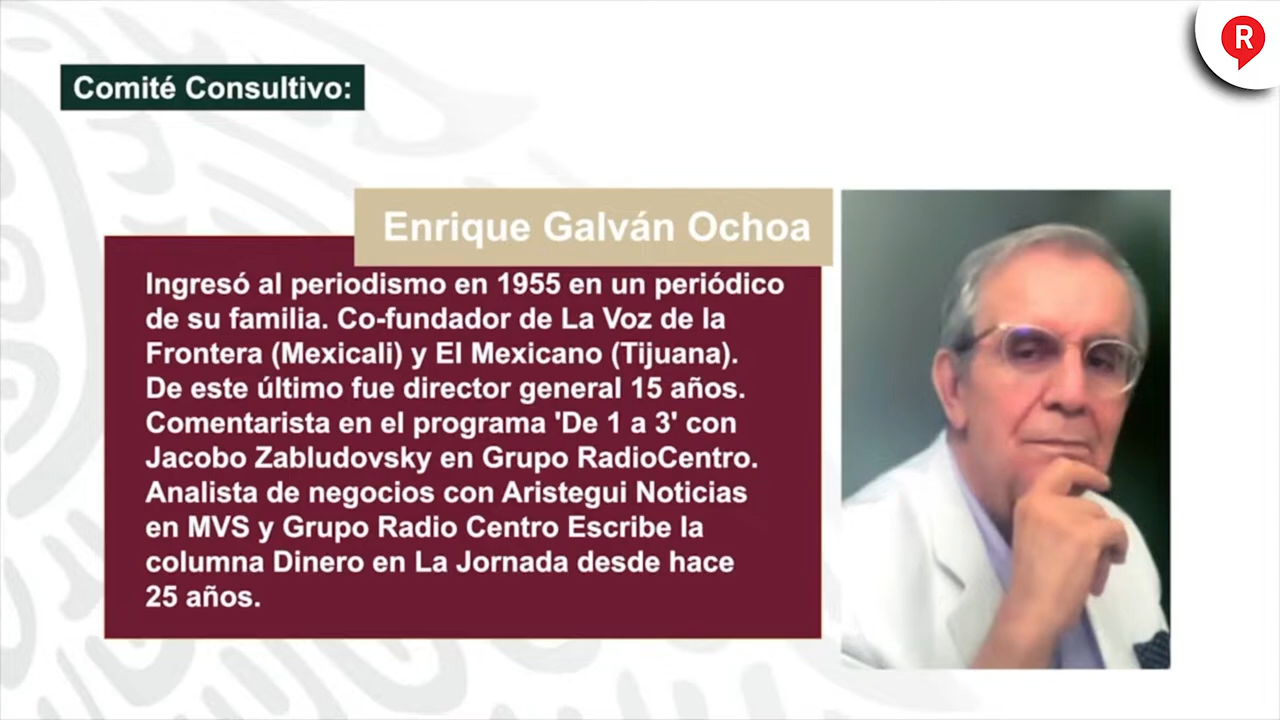 R
Comité Consultivo:
Enrique Galván Ochoa
Ingresó al periodismo en 1955 en un periódico
de su familia. Co-fundador de La Voz de la
Frontera (Mexicali) y El Mexicano (Tijuana).
De este último fue director general 15 años.
Comentarista en el programa 'De 1 a 3' con
Jacobo Zabludovsky en Grupo RadioCentro.
Analista de negocios con Aristegui Noticias
en MVS y Grupo Radio Centro Escribe la
columna Dinero en La Jornada desde hace
25 años.